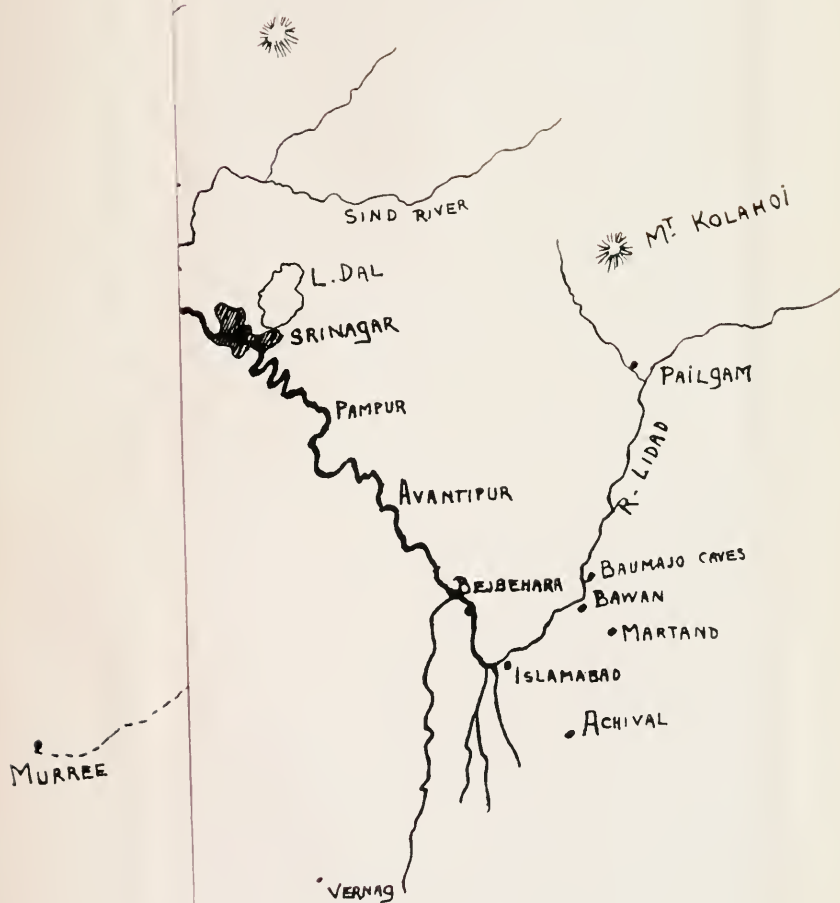 SIND RIVER
MT. KOLAHOI
L. DAL
SRINAGAR
PAILGAM
PAMPUR
R. LIDAD
AVANTIPUR
BAUMAJO CAVES
BEJBEHARA
BAWAN
MARTAND
ISLAMABAD
ACHIVAL
MURREE
VERNAG